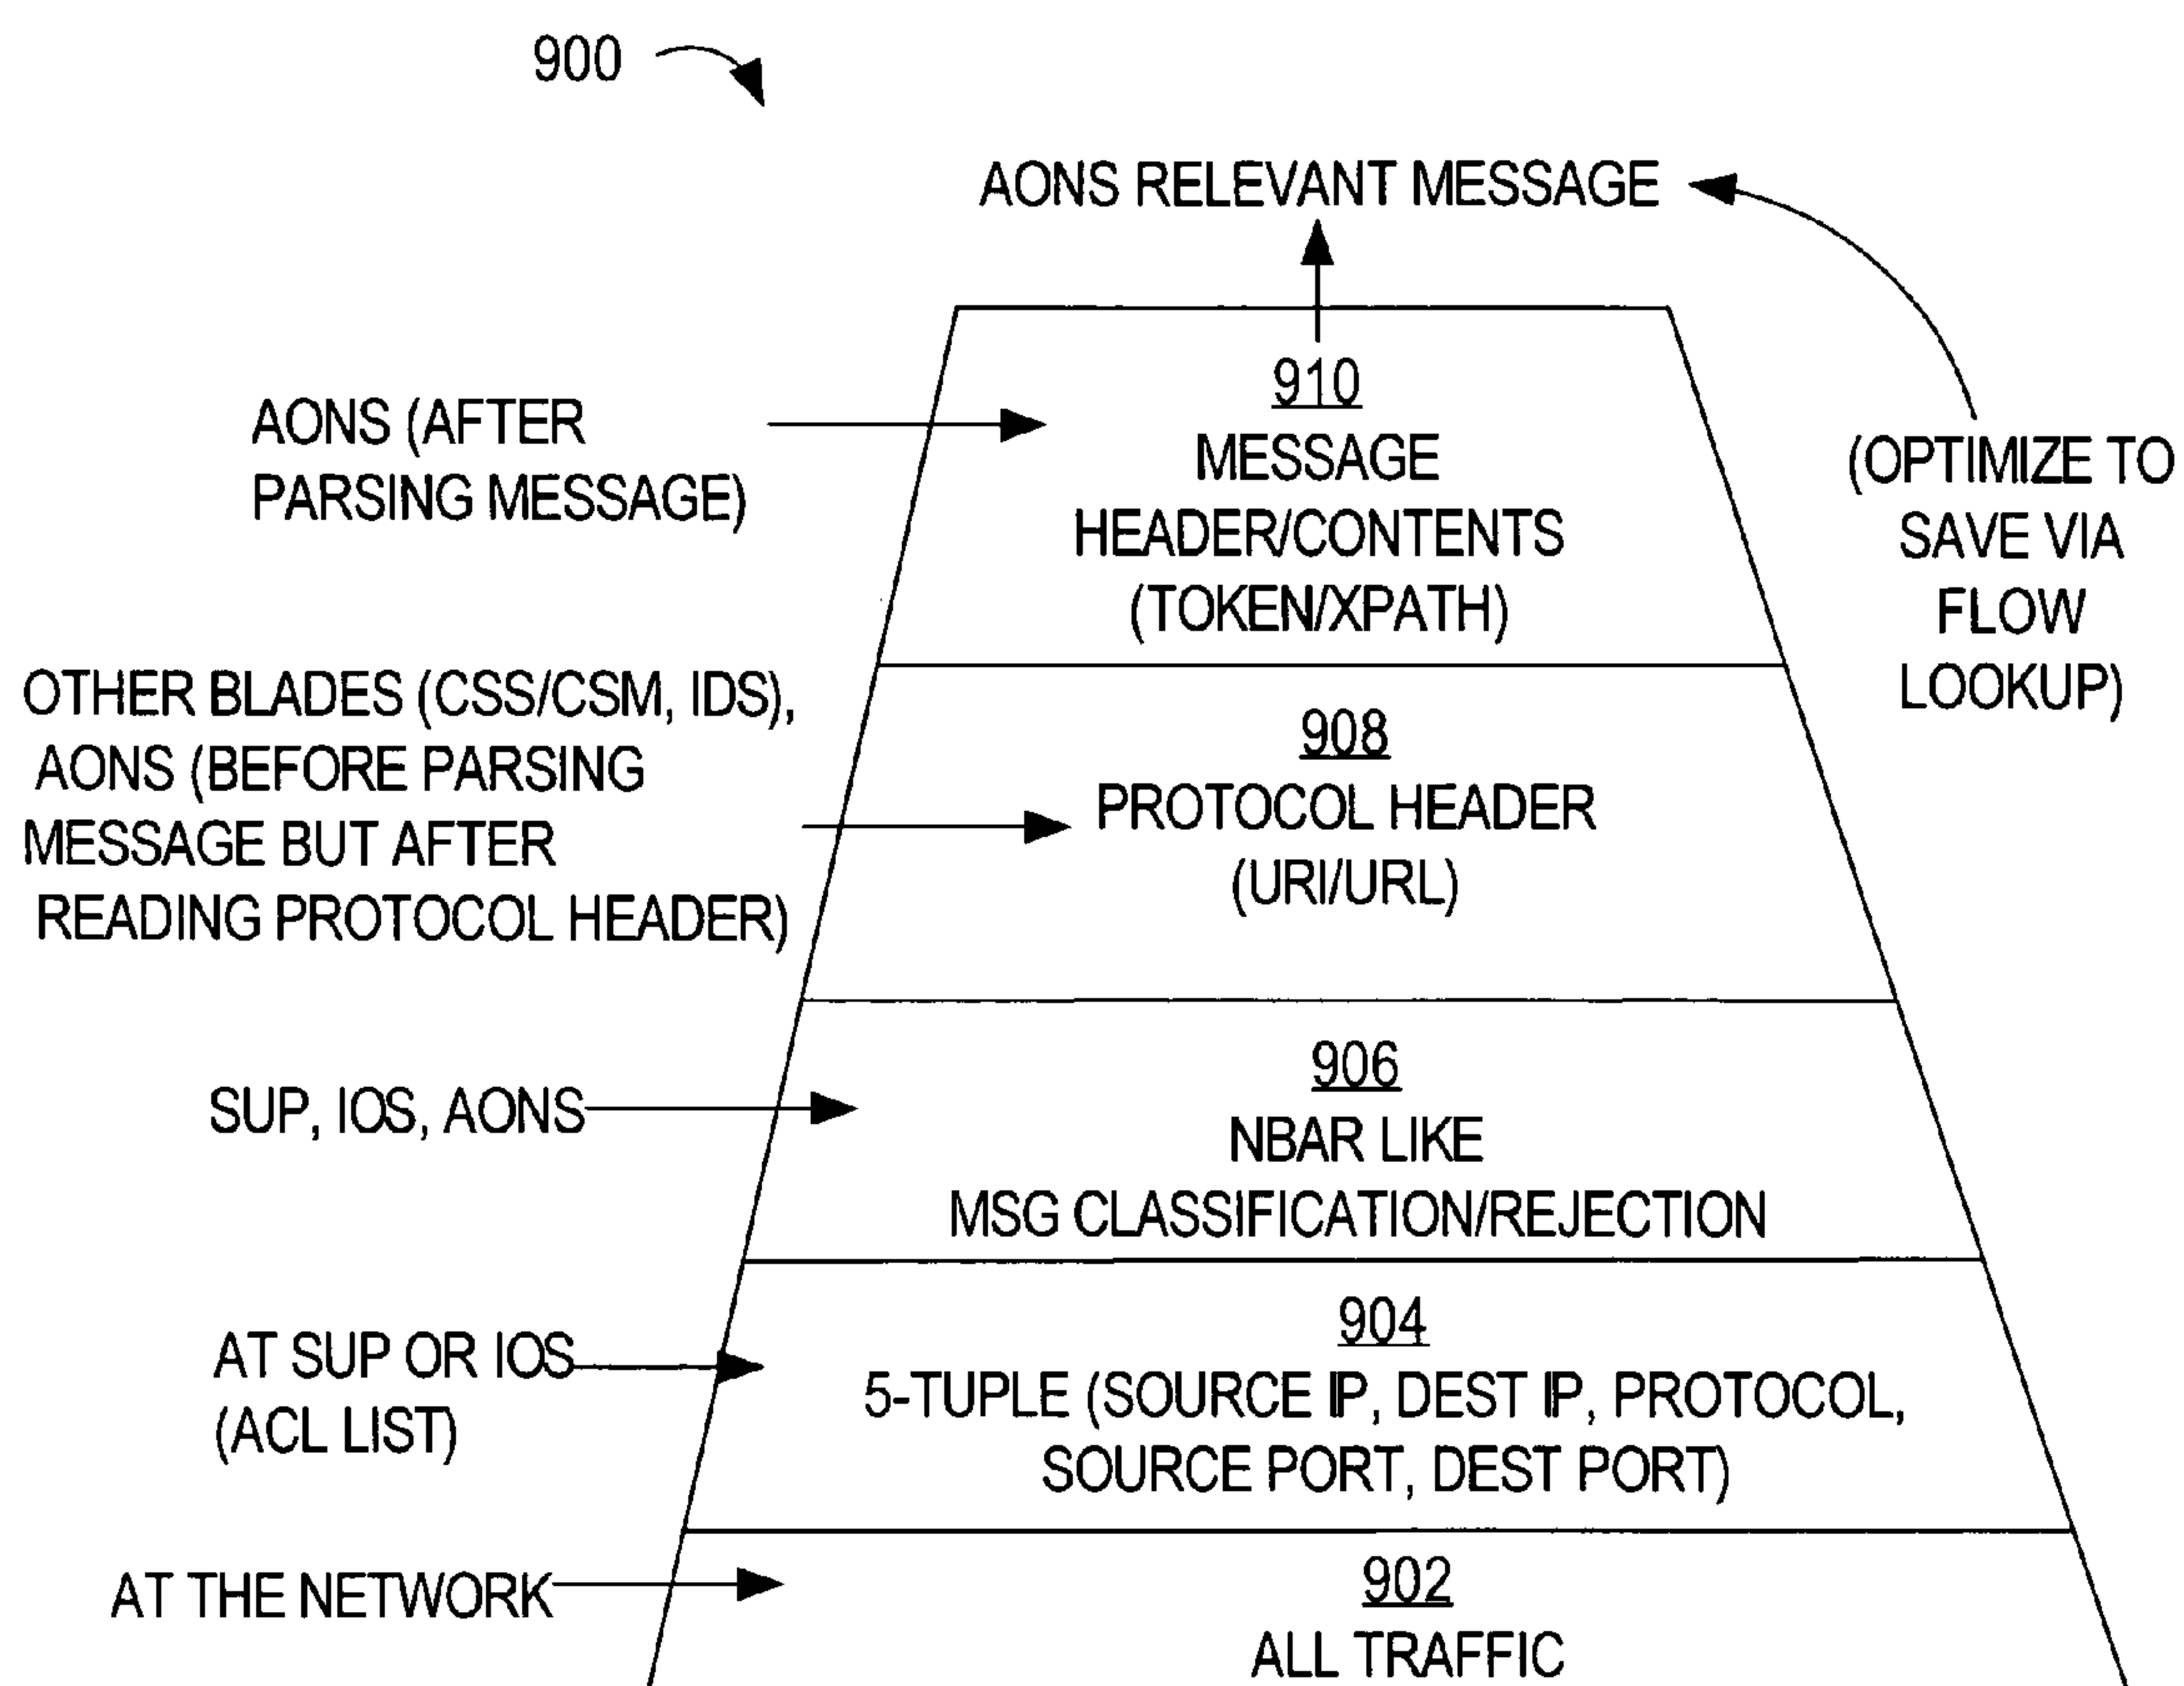 900
AONS RELEVANT MESSAGE
910
MESSAGE
HEADER/CONTENTS
(TOKEN/XPATH)
AONS (AFTER
PARSING MESSAGE)
(OPTIMIZE TO
SAVE VIA
FLOW
LOOKUP)
OTHER BLADES (CSS/CSM, IDS),
AONS (BEFORE PARSING
MESSAGE BUT AFTER
READING PROTOCOL HEADER)
908
PROTOCOL HEADER
(URI/URL)
SUP, IOS, AONS
906
NBAR LIKE
MSG CLASSIFICATION/REJECTION
AT SUP OR IOS
(ACL LIST)
904
5-TUPLE (SOURCE IP, DEST IP, PROTOCOL,
SOURCE PORT, DEST PORT)
AT THE NETWORK
902
ALL TRAFFIC